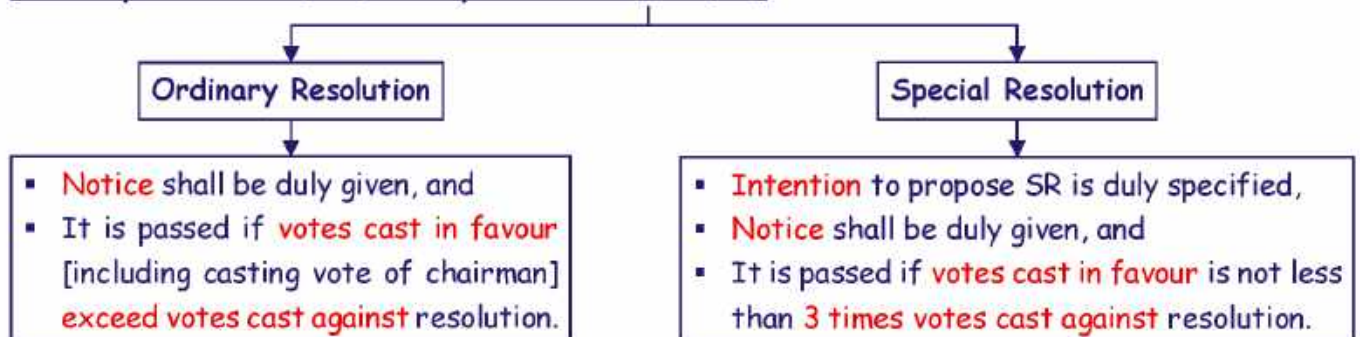 Ordinary Resolution
Special Resolution
▪ Notice shall be duly given, and
▪ It is passed if votes cast in favour
[including casting vote of chairman]
exceed votes cast against resolution.
▪ Intention to propose SR is duly specified,
▪ Notice shall be duly given, and
▪ It is passed if votes cast in favour is not less
than 3 times votes cast against resolution.